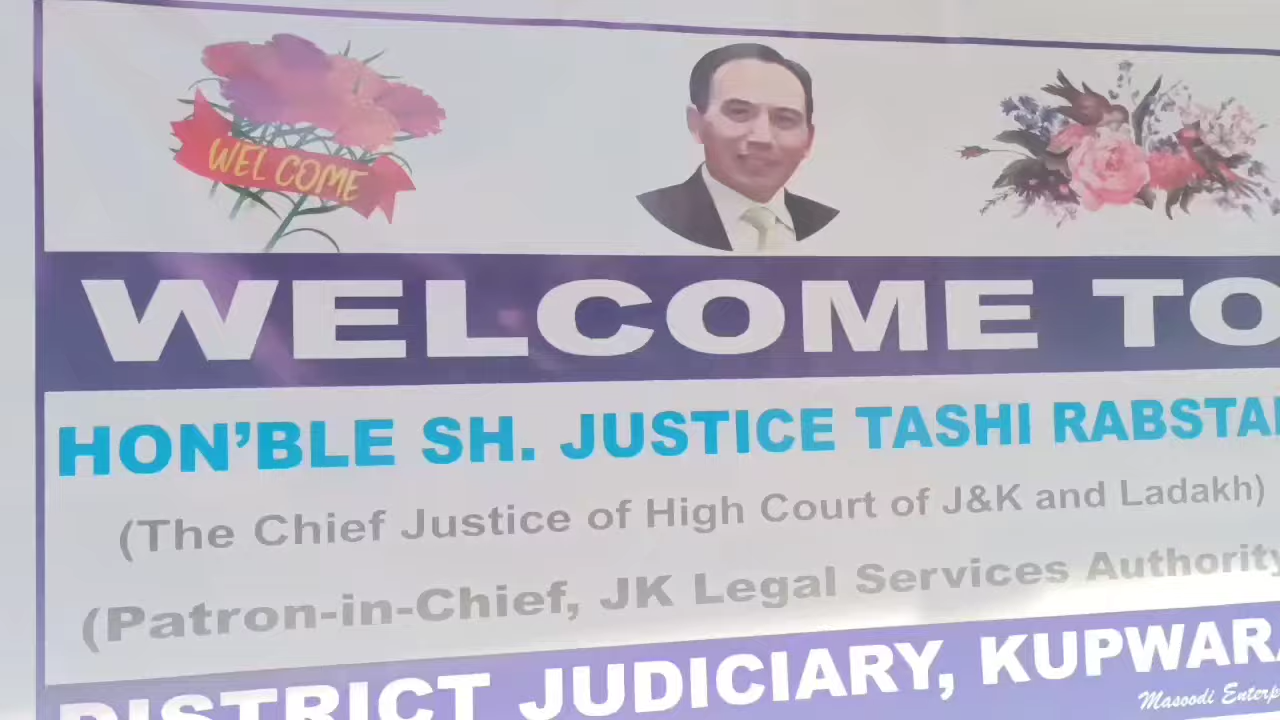 WELCOME
WELCOME TO
HON'BLE SH. JUSTICE TASHI RABSTA
(The Chief Justice of High Court of J&K and Ladakh)
(Patron-in-Chief, JK Legal Services Authority
DISTRICT JUDICIARY, KUPWARA
Masoodi Enterp